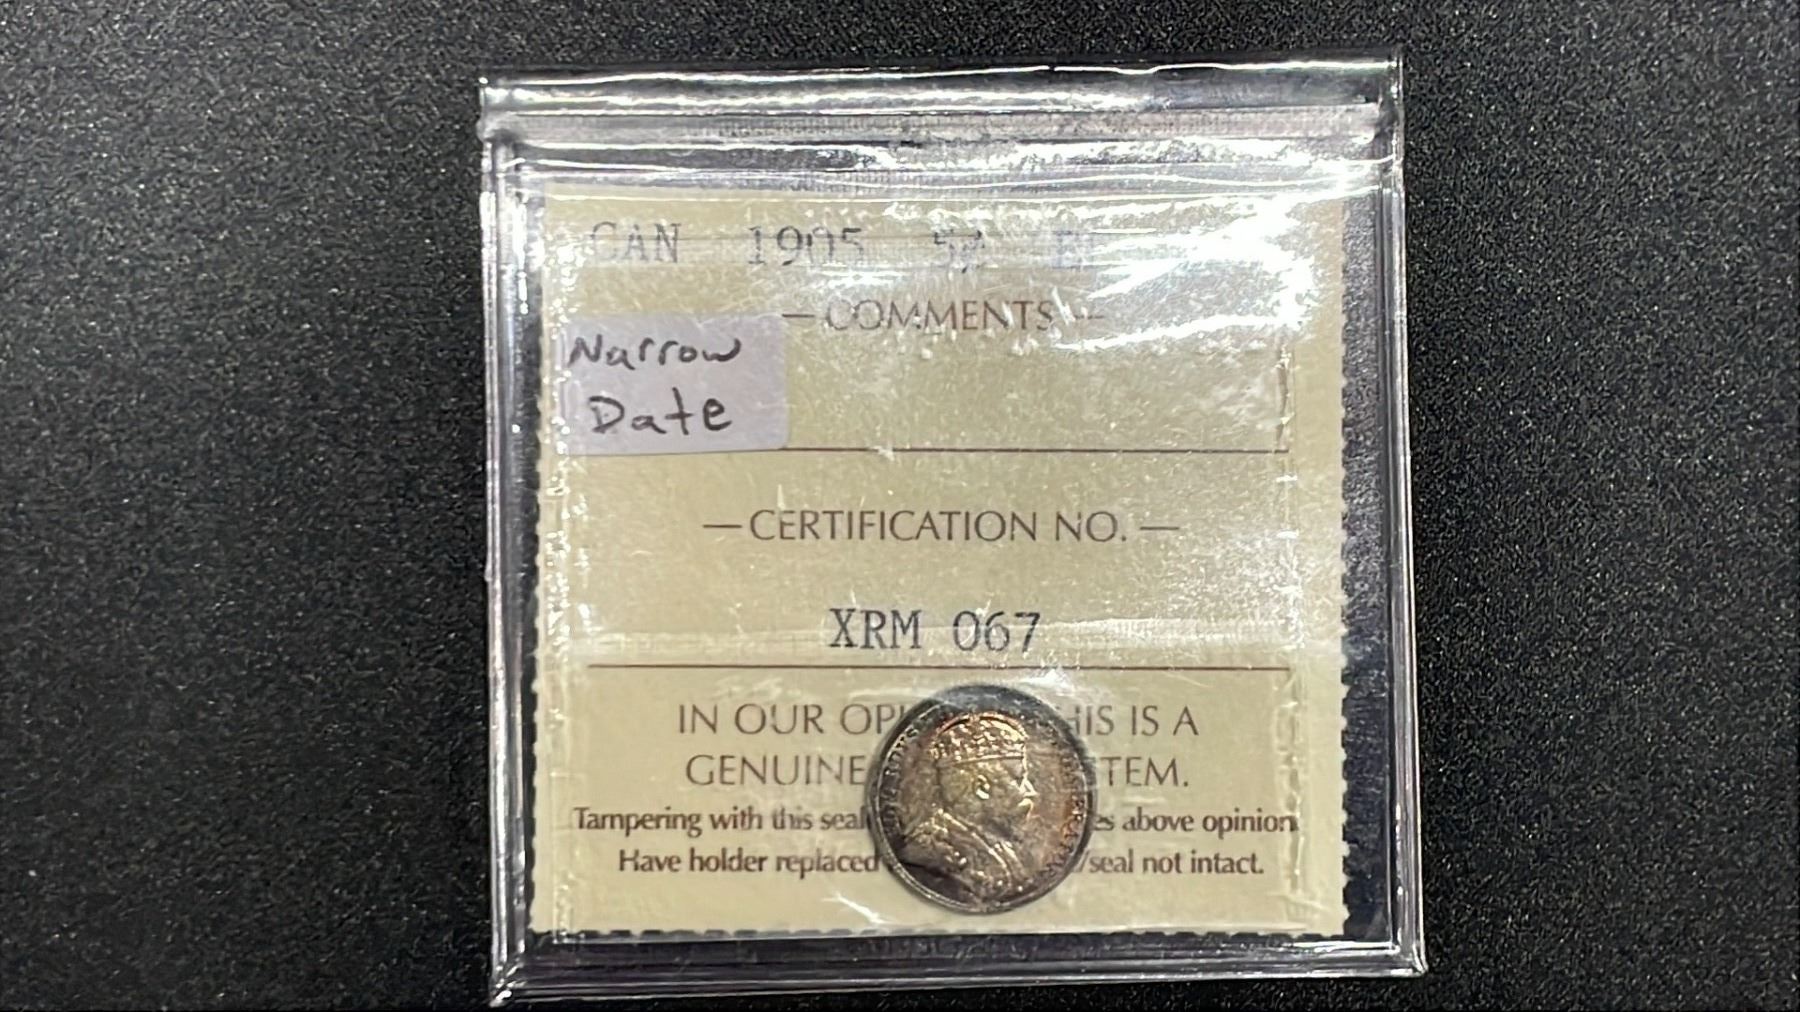 CAN 1905 5¢
— COMMENTS —
Narrow
Date
— CERTIFICATION NO. —
XRM 067
IN OUR HIS IS A
GENUINE TEM.
Tampering with this seal above opinion
Have holder replaced /seal not intact.